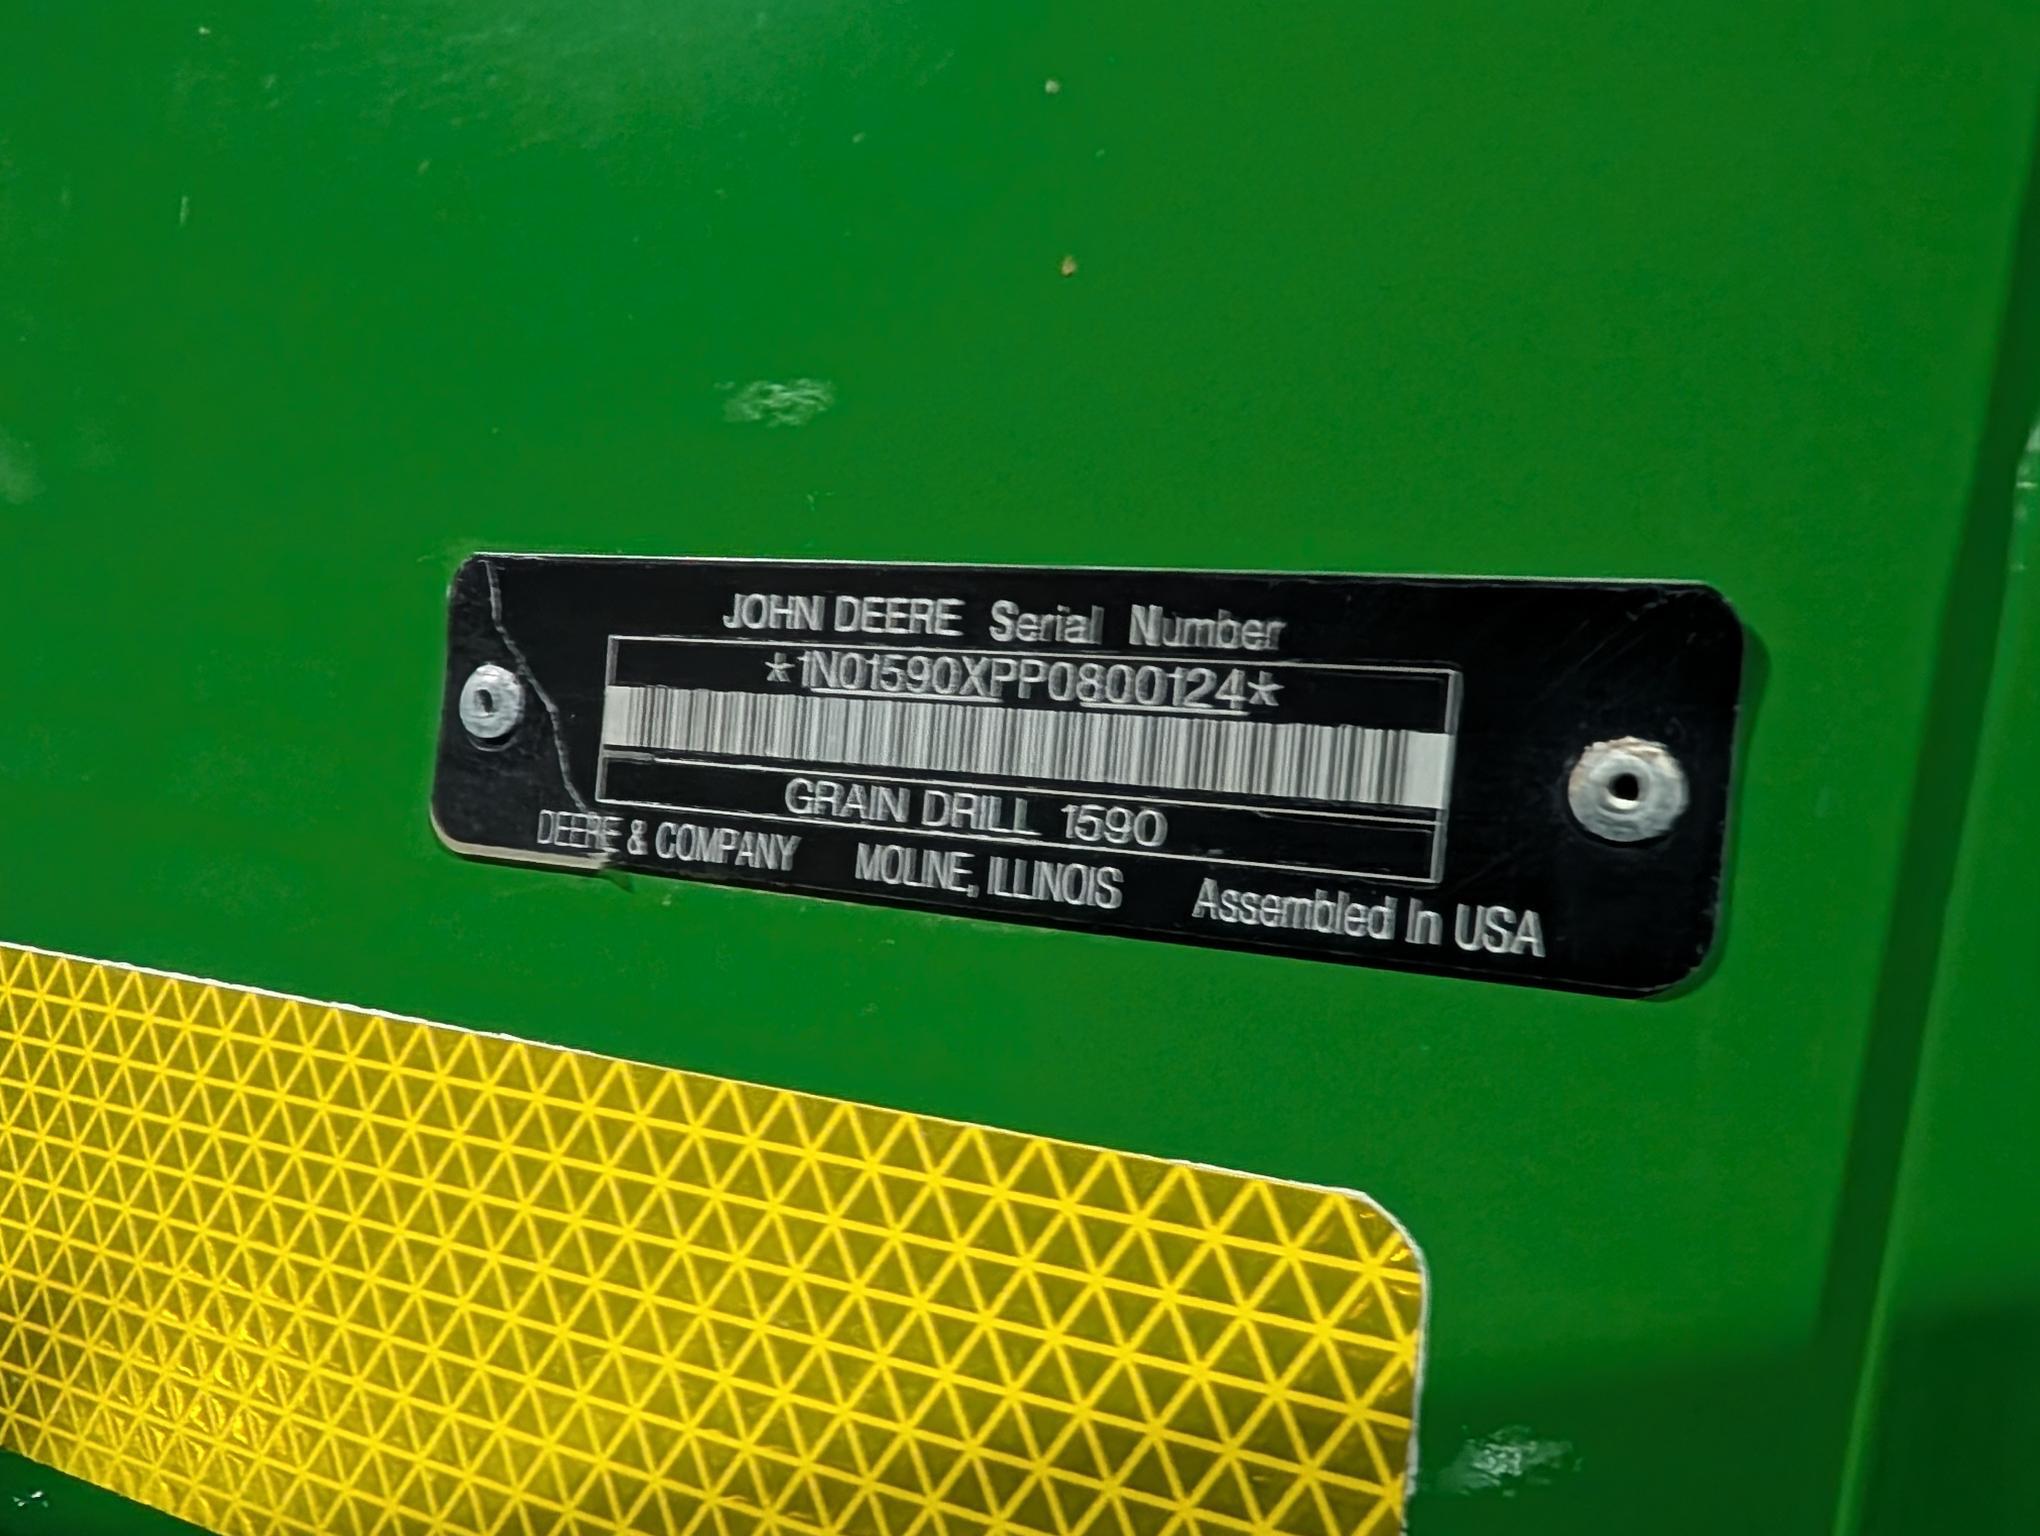 JOHN DEERE Serial Number
*1N01590XPP0800124*
GRAIN DRILL 1590
DEERE & COMPANY MOLINE, ILLINOIS Assembled In USA